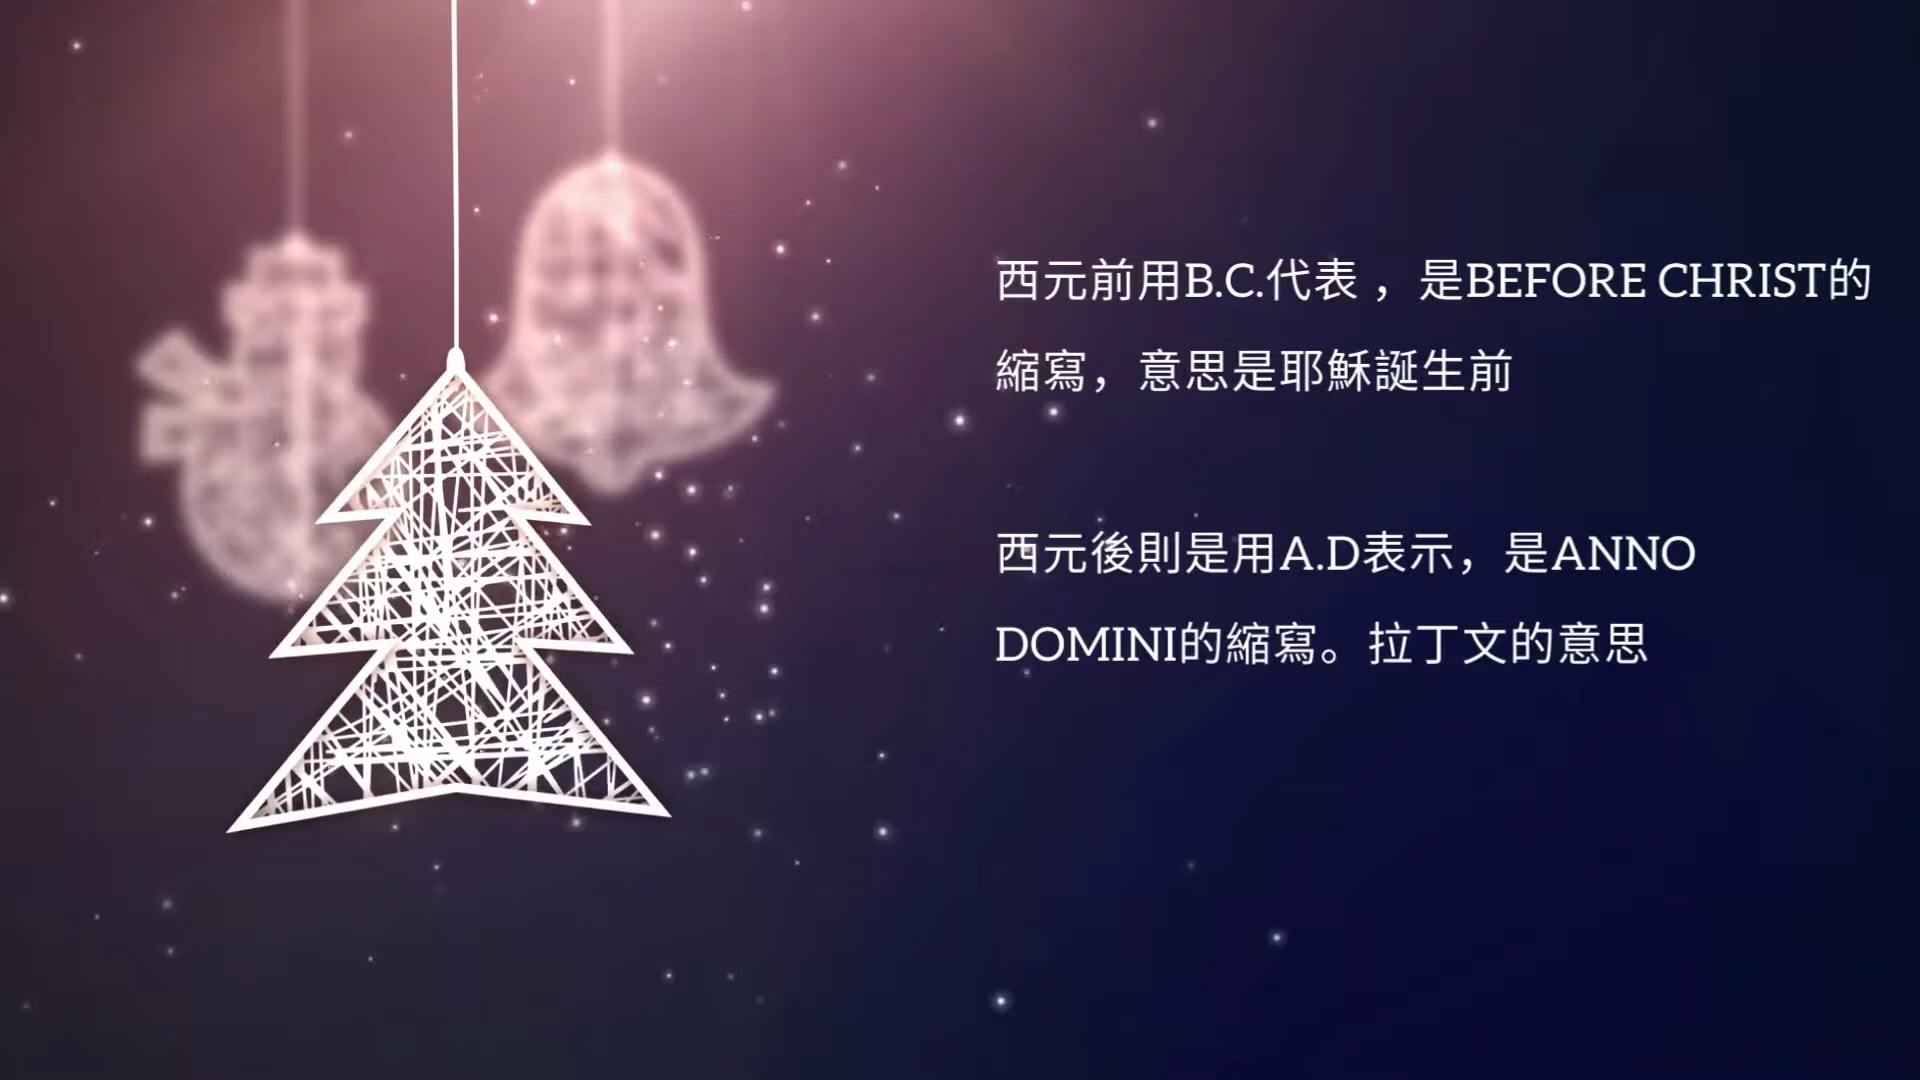 西元前用B.C.代表，是BEFORE CHRIST的
縮寫，意思是耶穌誕生前
西元後則是用A.D表示，是ANNO
DOMINI的縮寫。拉丁文的意思